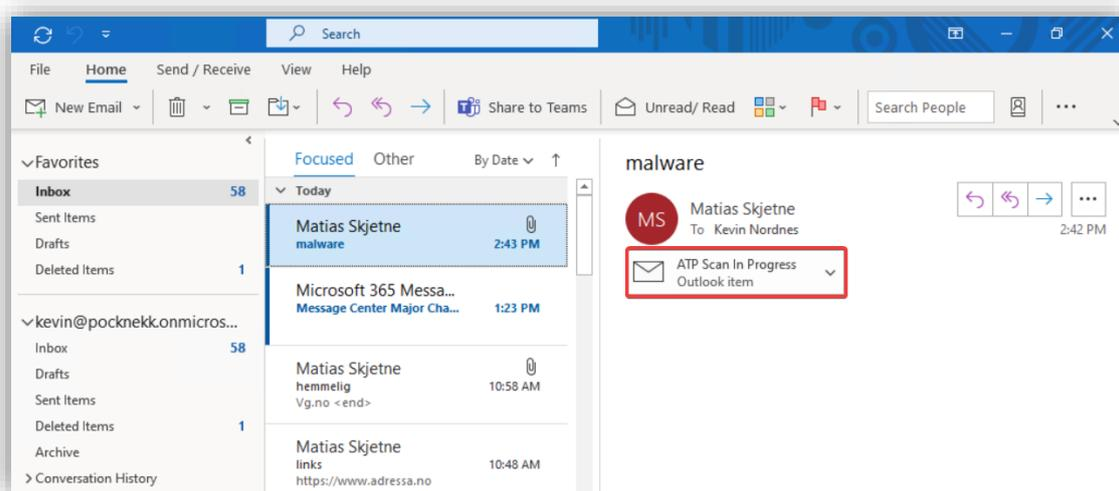 Search
File Home Send / Receive View Help
New Email Share to Teams Unread/ Read Search People ...
Favorites
Inbox 58
Sent Items
Drafts
Deleted Items 1
kevin@pocknekk.onmicros...
Inbox 58
Drafts
Sent Items
Deleted Items 1
Archive
Conversation History
Focused Other By Date
Today
Matias Skjetne
malware 2:43 PM
Microsoft 365 Messa...
Message Center Major Cha... 1:23 PM
Matias Skjetne
hemmelig 10:58 AM
Vg.no <end>
Matias Skjetne
links 10:48 AM
https://www.adressa.no
malware
MS
Matias Skjetne
To Kevin Nordnes
2:42 PM
ATP Scan In Progress
Outlook item